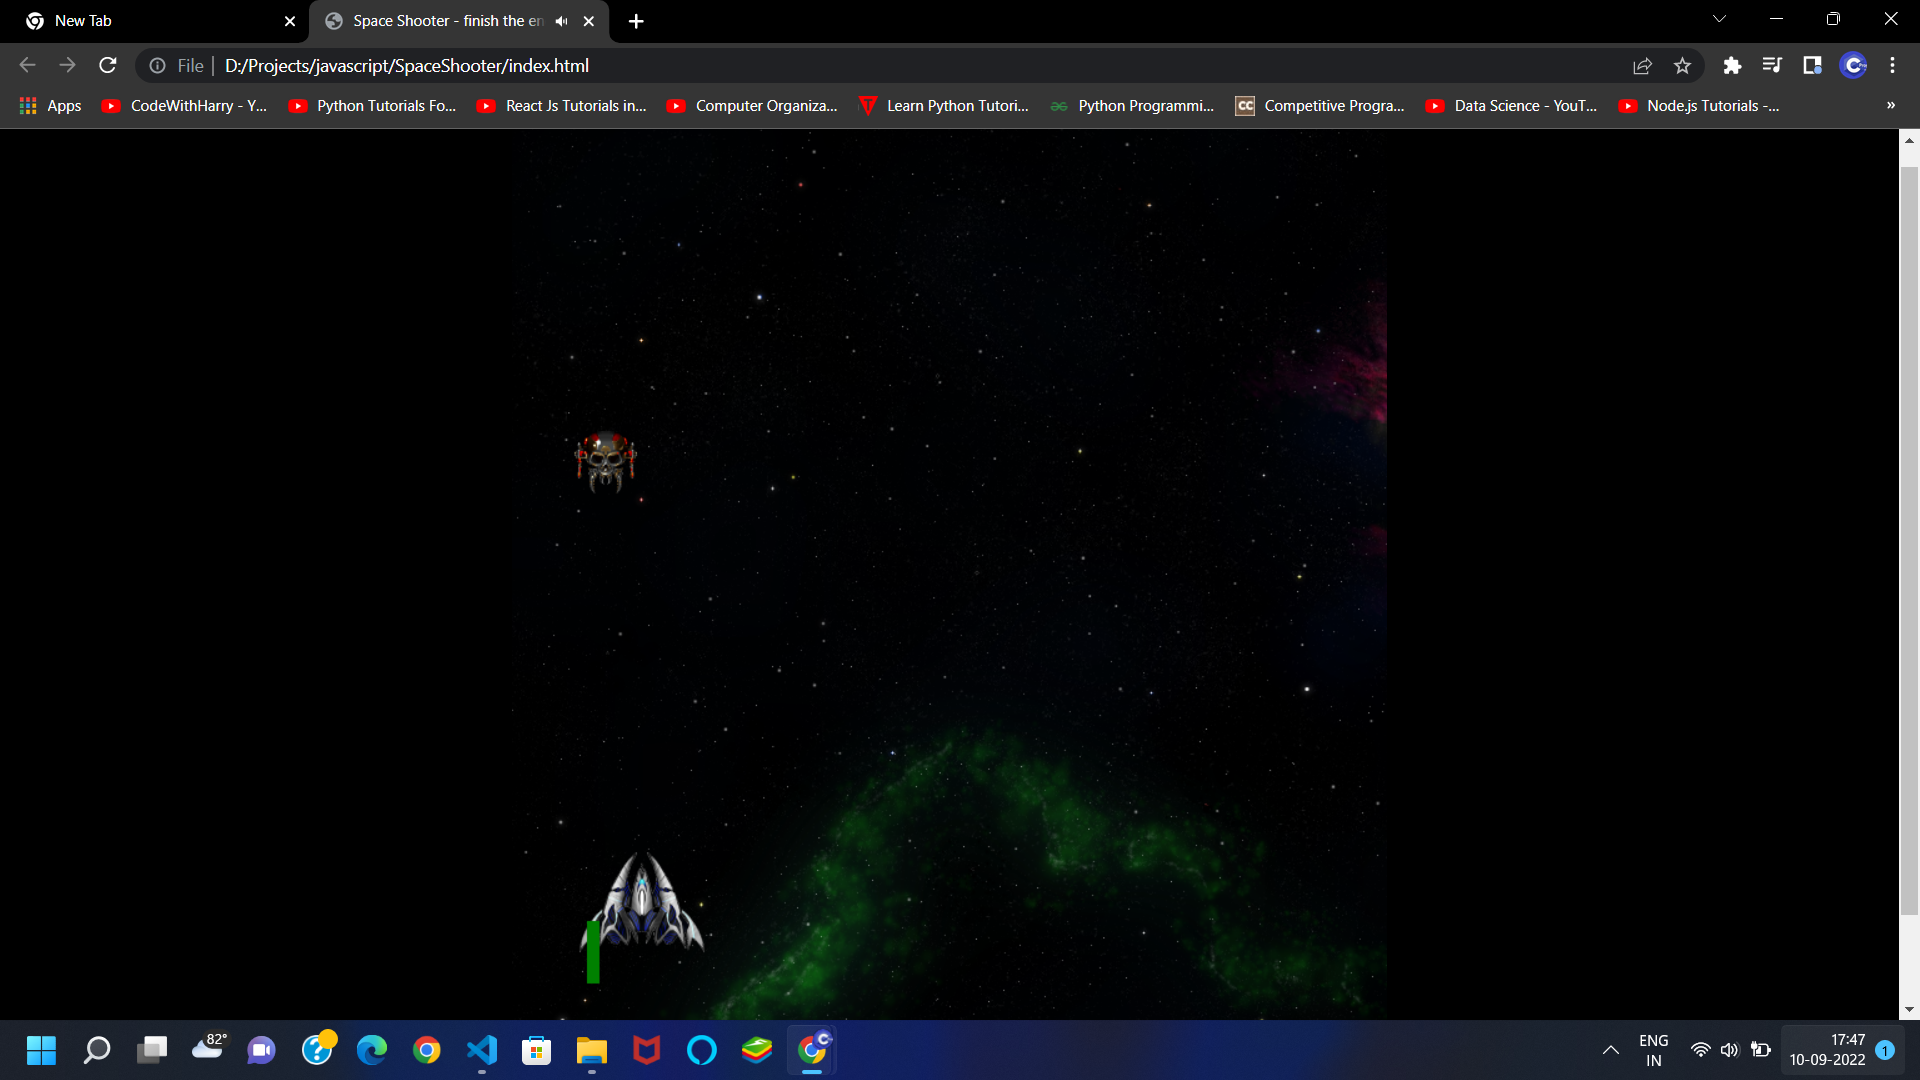 New Tab
Space Shooter - finish the en
File
D:/Projects/javascript/SpaceShooter/index.html
Apps
CodeWithHarry - Y...
Python Tutorials Fo...
React Js Tutorials in...
Computer Organiza...
Learn Python Tutori...
Python Programmi...
CC
Competitive Progra...
Data Science - YouT...
Node.js Tutorials -...
»
82°
ENG
IN
17:47
10-09-2022
1